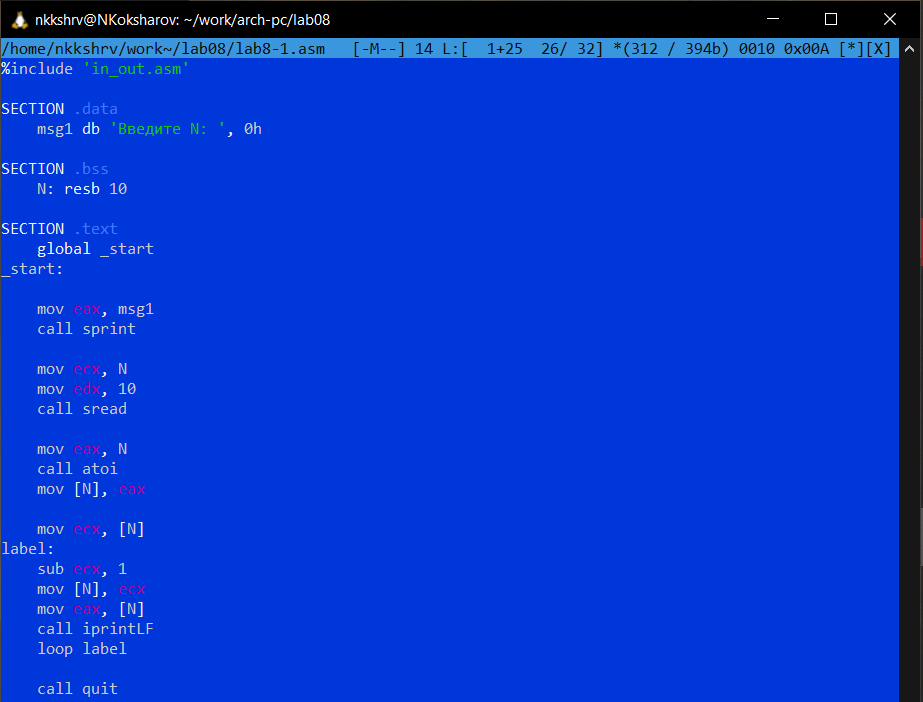 nkkshrv@NKoksharov: ~/work/arch-pc/lab08
/home/nkkshrv/work~/lab08/lab8-1.asm   [-M--] 14 L:[  1+25  26/ 32] *(312 / 394b) 0010 0x00A [*][X]
%include 'in_out.asm'
SECTION .data
    msg1 db 'Введите N: ', 0h
SECTION .bss
    N: resb 10
SECTION .text
    global _start
_start:
    mov eax, msg1
    call sprint
    mov ecx, N
    mov edx, 10
    call sread
    mov eax, N
    call atoi
    mov [N], eax
    mov ecx, [N]
label:
    sub ecx, 1
    mov [N], ecx
    mov eax, [N]
    call iprintLF
    loop label
    call quit